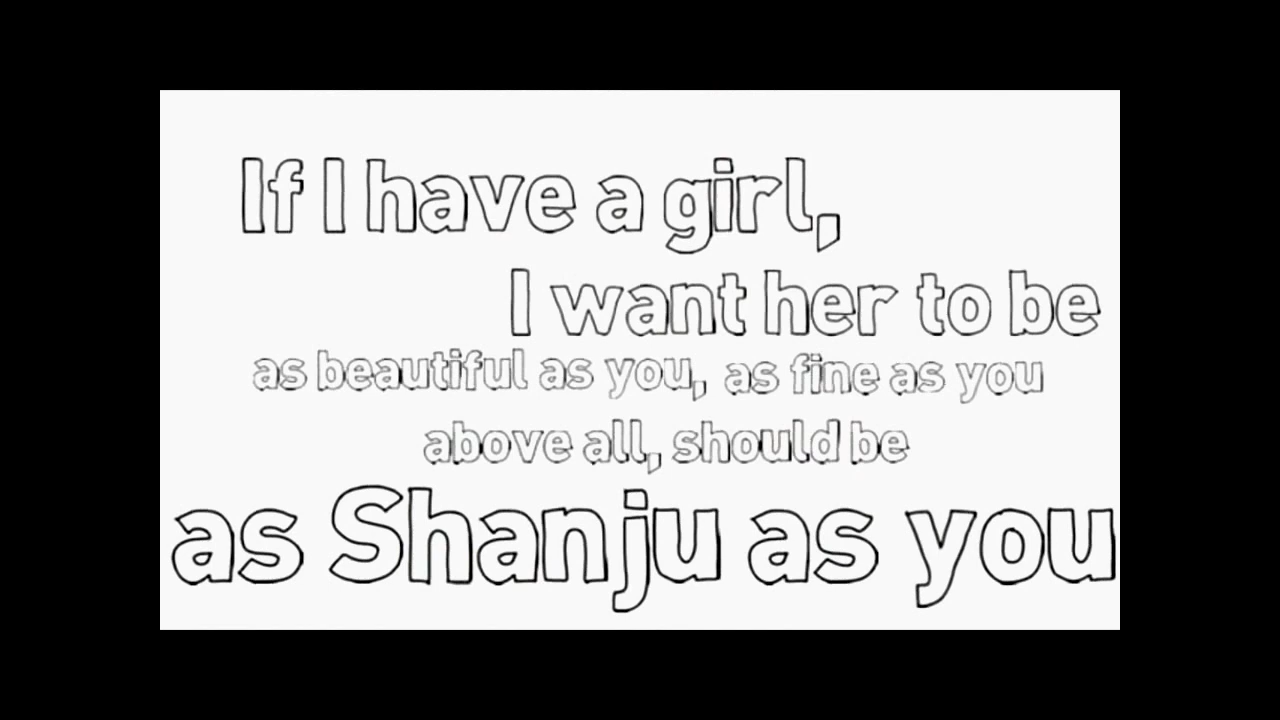 If I have a girl,
I want her to be
as beautiful as you, as fine as you
above all, should be
as Shanju as you